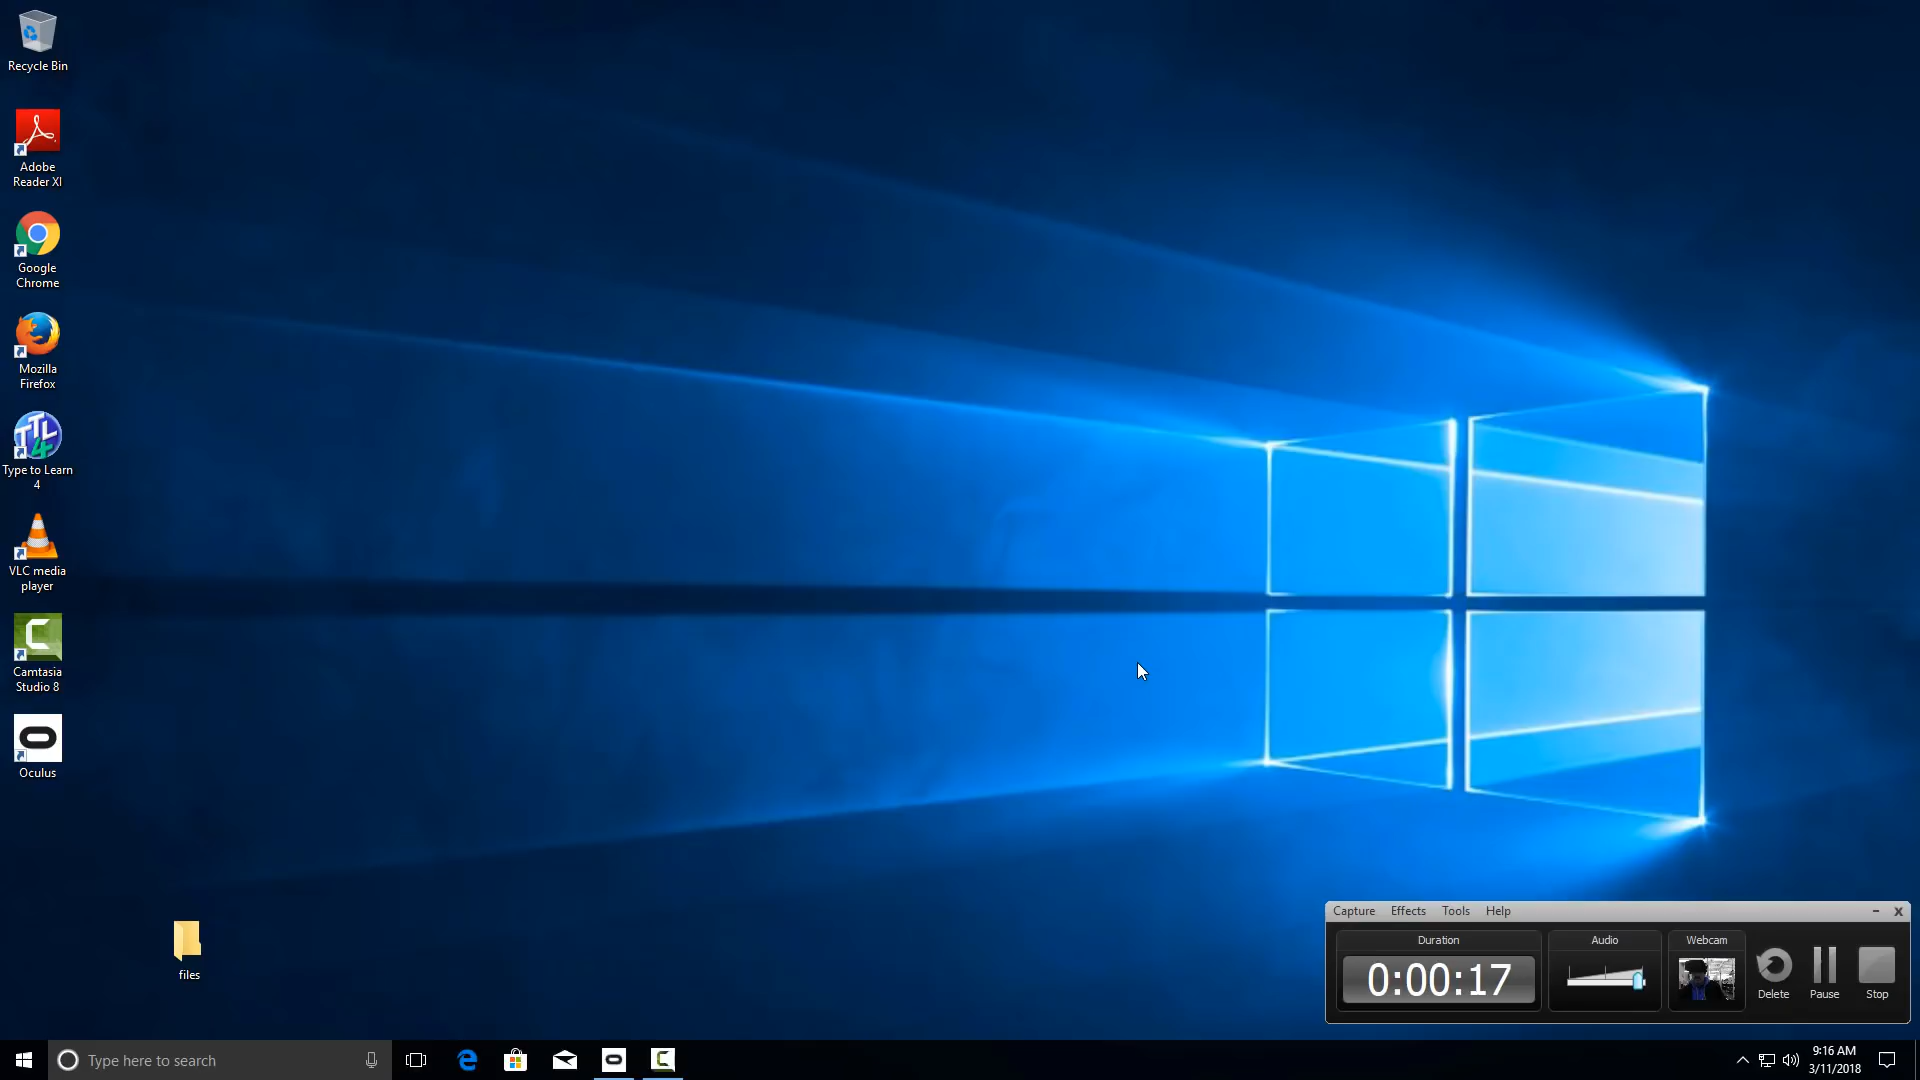 Recycle Bin
Adobe
Reader XI
Google
Chrome
Mozilla
Firefox
TTL
4
Type to Learn
4
VLC media
player
Camtasia
Studio 8
Oculus
files
Capture Effects Tools Help
Duration Audio Webcam
0:00:17
Delete Pause Stop
Type here to search
9:16 AM
3/11/2018